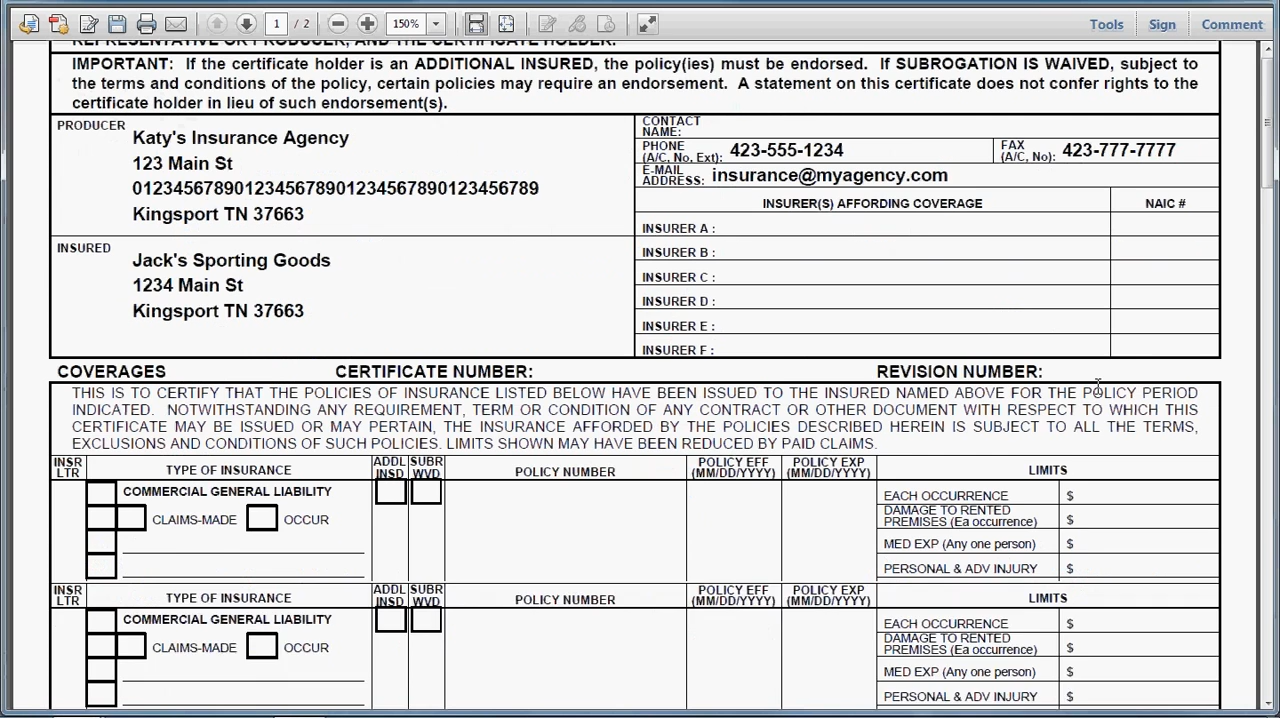 1 / 2 150% Tools Sign Comment
REPRESENTATIVE OR PRODUCER, AND THE CERTIFICATE HOLDER.
IMPORTANT: If the certificate holder is an ADDITIONAL INSURED, the policy(ies) must be endorsed. If SUBROGATION IS WAIVED, subject to
the terms and conditions of the policy, certain policies may require an endorsement. A statement on this certificate does not confer rights to the
certificate holder in lieu of such endorsement(s).
PRODUCER
Katy's Insurance Agency
123 Main St
0123456789012345678901234567890123456789
Kingsport TN 37663
CONTACT
NAME:
PHONE
(A/C, No, Ext): 423-555-1234
FAX
(A/C, No): 423-777-7777
E-MAIL
ADDRESS: insurance@myagency.com
INSURER(S) AFFORDING COVERAGE NAIC #
INSURER A :
INSURER B :
INSURER C :
INSURER D :
INSURER E :
INSURER F :
INSURED
Jack's Sporting Goods
1234 Main St
Kingsport TN 37663
COVERAGES CERTIFICATE NUMBER: REVISION NUMBER:
THIS IS TO CERTIFY THAT THE POLICIES OF INSURANCE LISTED BELOW HAVE BEEN ISSUED TO THE INSURED NAMED ABOVE FOR THE POLICY PERIOD
INDICATED. NOTWITHSTANDING ANY REQUIREMENT, TERM OR CONDITION OF ANY CONTRACT OR OTHER DOCUMENT WITH RESPECT TO WHICH THIS
CERTIFICATE MAY BE ISSUED OR MAY PERTAIN, THE INSURANCE AFFORDED BY THE POLICIES DESCRIBED HEREIN IS SUBJECT TO ALL THE TERMS,
EXCLUSIONS AND CONDITIONS OF SUCH POLICIES. LIMITS SHOWN MAY HAVE BEEN REDUCED BY PAID CLAIMS.
INSR
LTR
TYPE OF INSURANCE
ADDL
INSD
SUBR
WVD
POLICY NUMBER
POLICY EFF
(MM/DD/YYYY)
POLICY EXP
(MM/DD/YYYY)
LIMITS
COMMERCIAL GENERAL LIABILITY
CLAIMS-MADE OCCUR
EACH OCCURRENCE $
DAMAGE TO RENTED
PREMISES (Ea occurrence) $
MED EXP (Any one person) $
PERSONAL & ADV INJURY $
INSR
LTR
TYPE OF INSURANCE
ADDL
INSD
SUBR
WVD
POLICY NUMBER
POLICY EFF
(MM/DD/YYYY)
POLICY EXP
(MM/DD/YYYY)
LIMITS
COMMERCIAL GENERAL LIABILITY
CLAIMS-MADE OCCUR
EACH OCCURRENCE $
DAMAGE TO RENTED
PREMISES (Ea occurrence) $
MED EXP (Any one person) $
PERSONAL & ADV INJURY $